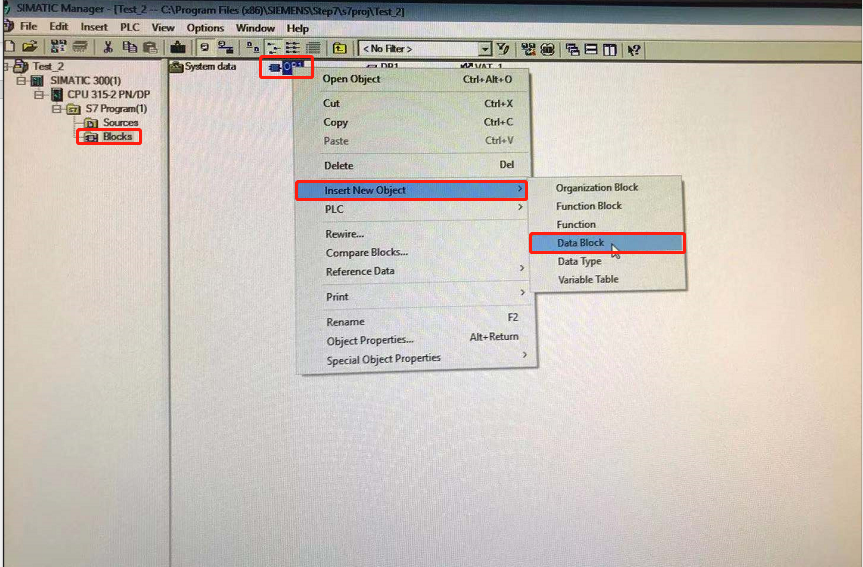 SIMATIC Manager - [Test_2 -- C:\Program Files (x86)\SIEMENS\Step7\s7proj\Test_2]
File Edit Insert PLC View Options Window Help
< No Filter >
Test_2
SIMATIC 300(1)
CPU 315-2 PN/DP
S7 Program(1)
Sources
Blocks
System data
OB1
DB1
VAT_1
Open Object Ctrl+Alt+O
Cut Ctrl+X
Copy Ctrl+C
Paste Ctrl+V
Delete Del
Insert New Object
PLC
Rewire...
Compare Blocks...
Reference Data
Print
Rename F2
Object Properties... Alt+Return
Special Object Properties
Organization Block
Function Block
Function
Data Block
Data Type
Variable Table